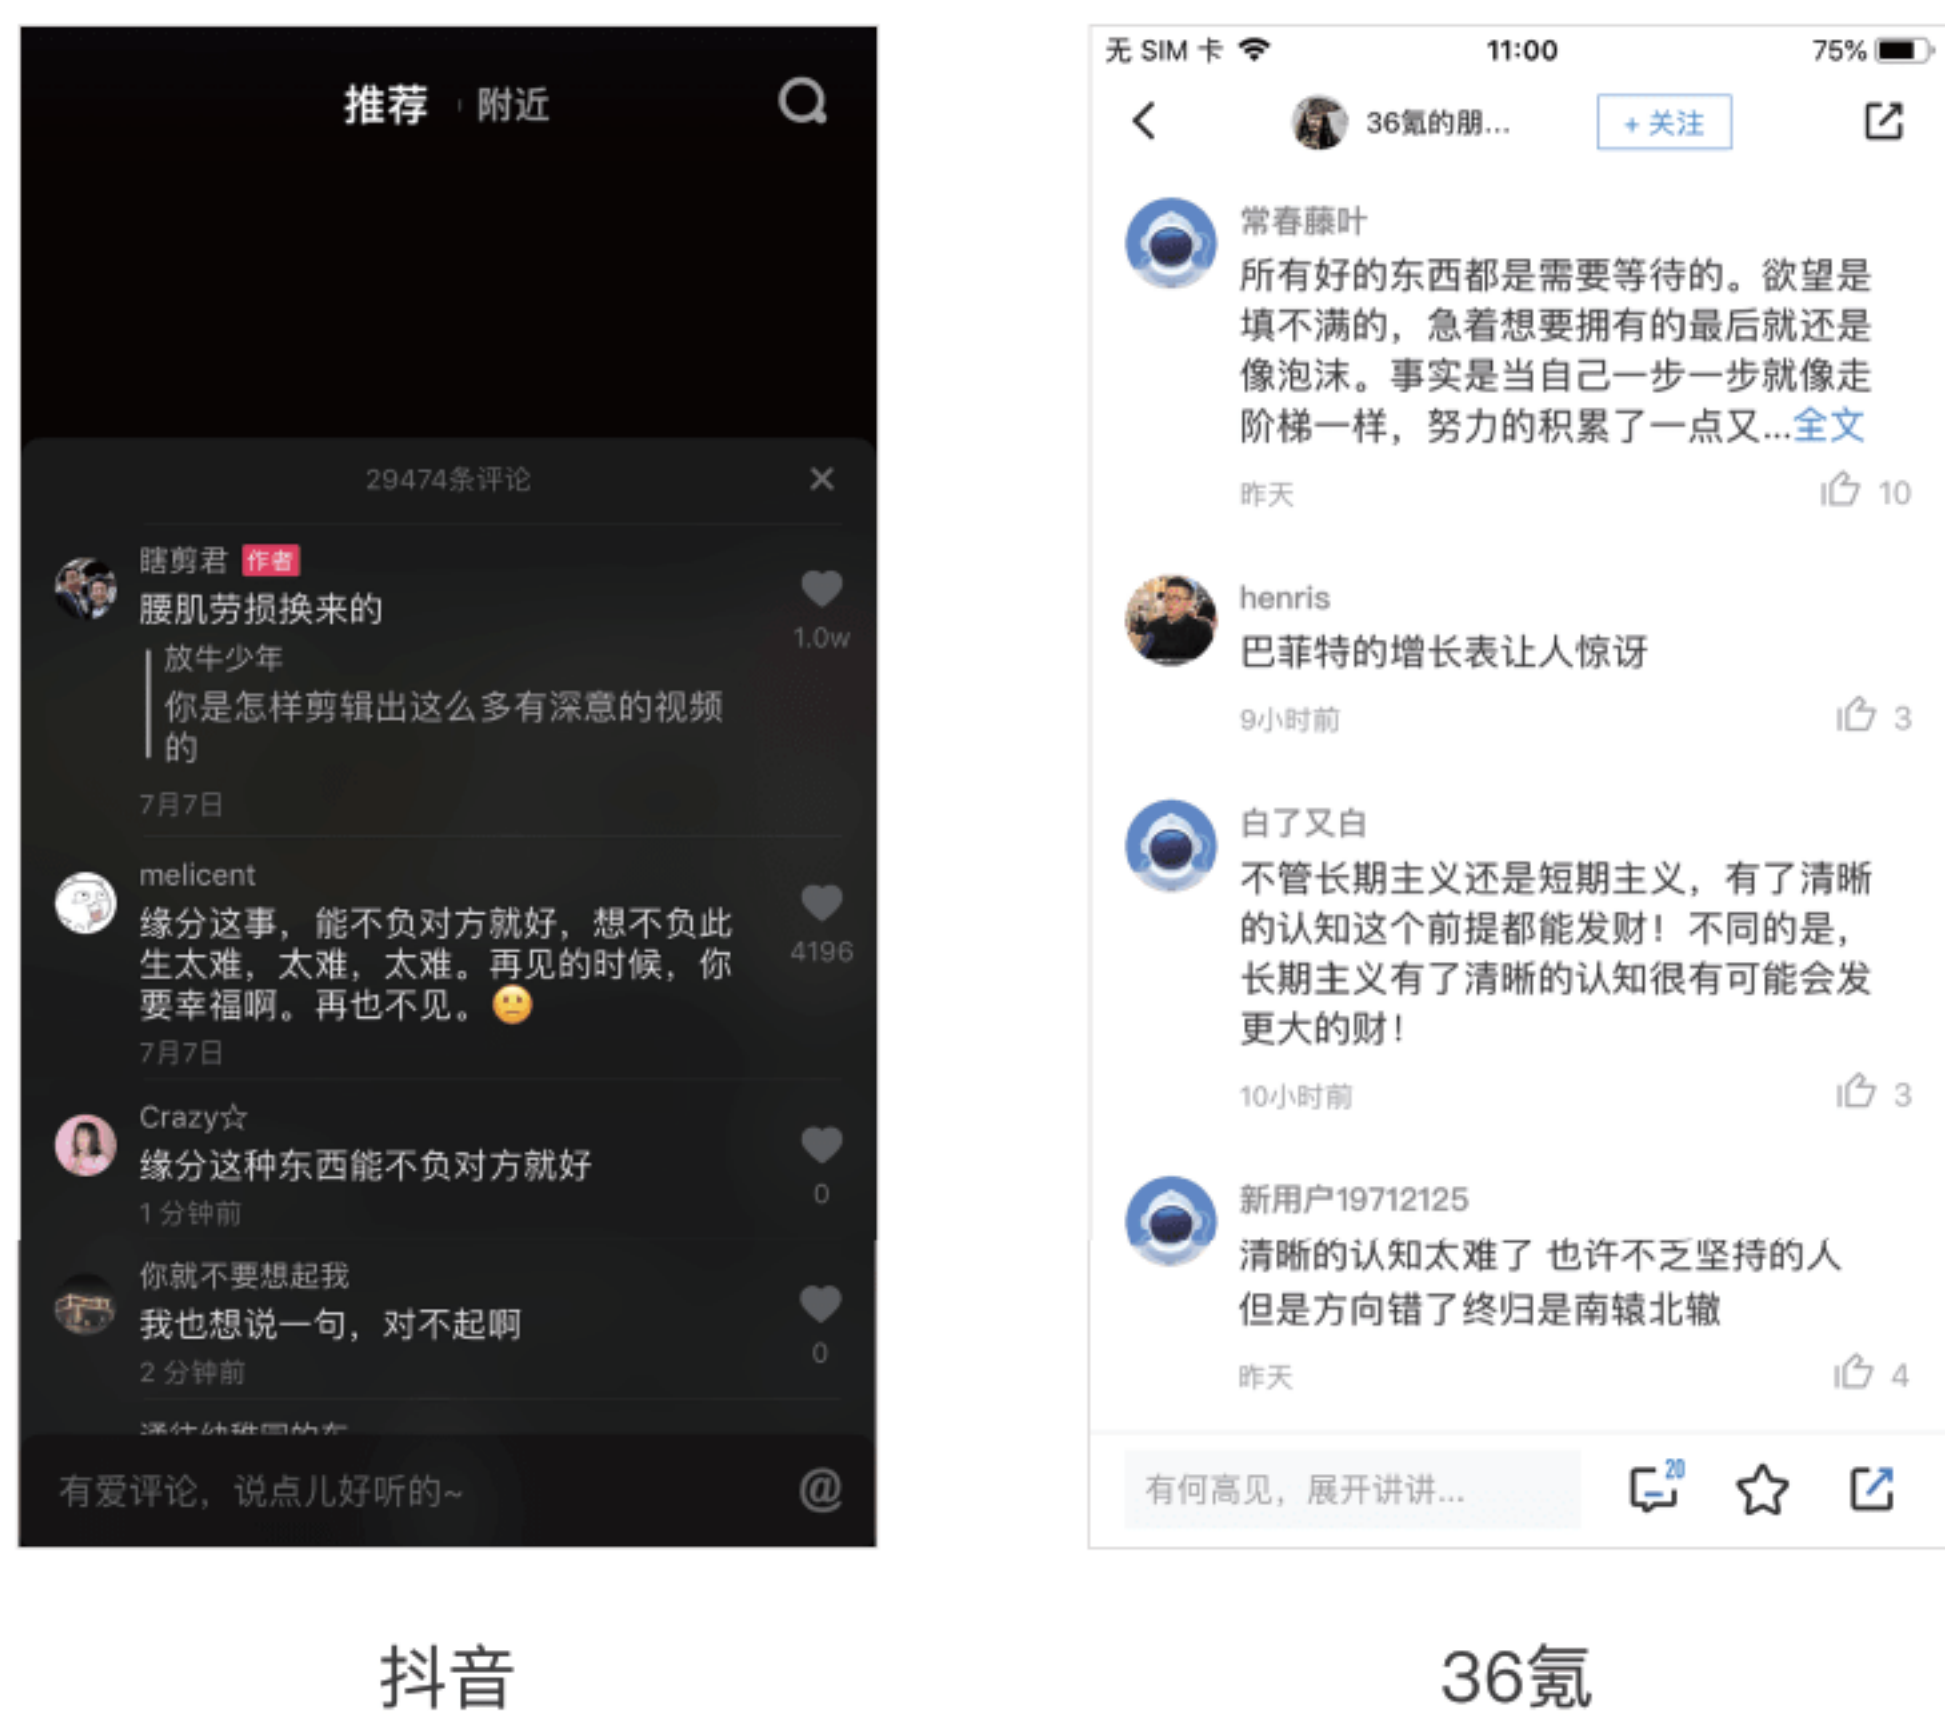 推荐
附近
29474条评论
瞎剪君 作者
腰肌劳损换来的
1.0w
放牛少年
你是怎样剪辑出这么多有深意的视频
的
7月7日
melicent
缘分这事，能不负对方就好，想不负此
生太难，太难，太难。再见的时候，你
要幸福啊。再也不见。
4196
7月7日
Crazy☆
缘分这种东西能不负对方就好
0
1分钟前
你就不要想起我
我也想说一句，对不起啊
0
2分钟前
有爱评论，说点儿好听的~
@
抖音
无 SIM 卡
11:00
75%
36氪的朋...
+ 关注
常春藤叶
所有好的东西都是需要等待的。欲望是
填不满的，急着想要拥有的最后就还是
像泡沫。事实是当自己一步一步就像走
阶梯一样，努力的积累了一点又...全文
昨天
10
henris
巴菲特的增长表让人惊讶
9小时前
3
白了又白
不管长期主义还是短期主义，有了清晰
的认知这个前提都能发财！不同的是，
长期主义有了清晰的认知很有可能会发
更大的财！
10小时前
3
新用户19712125
清晰的认知太难了 也许不乏坚持的人
但是方向错了终归是南辕北辙
昨天
4
有何高见，展开讲讲...
20
36氪